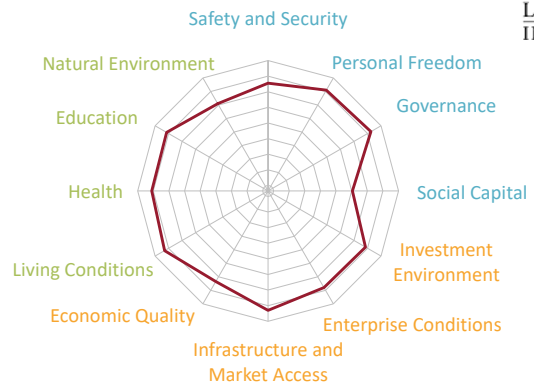 Safety and Security
Personal Freedom
Governance
Social Capital
Investment
Environment
Enterprise Conditions
Infrastructure and
Market Access
Economic Quality
Living Conditions
Health
Education
Natural Environment